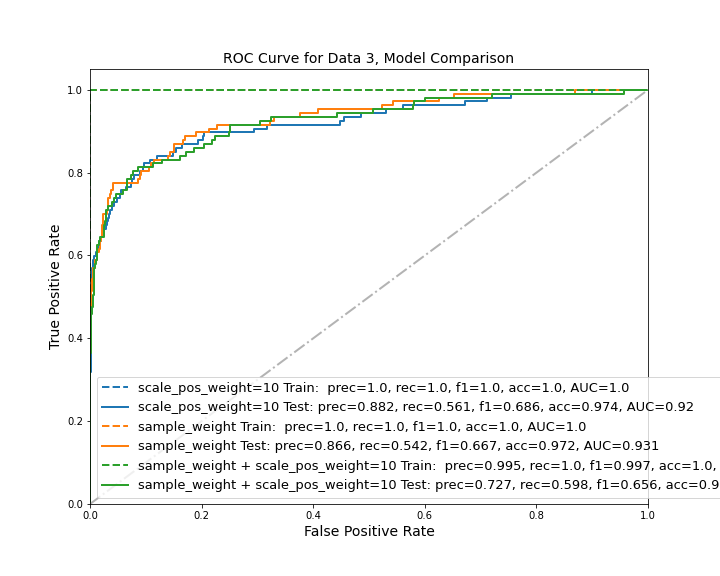 ROC Curve for Data 3, Model Comparison
1.0
0.8
0.6
0.4
0.2
0.0
True Positive Rate
scale_pos_weight=10 Train:  prec=1.0, rec=1.0, f1=1.0, acc=1.0, AUC=1.0
scale_pos_weight=10 Test: prec=0.882, rec=0.561, f1=0.686, acc=0.974, AUC=0.92
sample_weight Train:  prec=1.0, rec=1.0, f1=1.0, acc=1.0, AUC=1.0
sample_weight Test: prec=0.866, rec=0.542, f1=0.667, acc=0.972, AUC=0.931
sample_weight + scale_pos_weight=10 Train:  prec=0.995, rec=1.0, f1=0.997, acc=1.0,
sample_weight + scale_pos_weight=10 Test: prec=0.727, rec=0.598, f1=0.656, acc=0.9
0.0 0.2 0.4 0.6 0.8 1.0
False Positive Rate